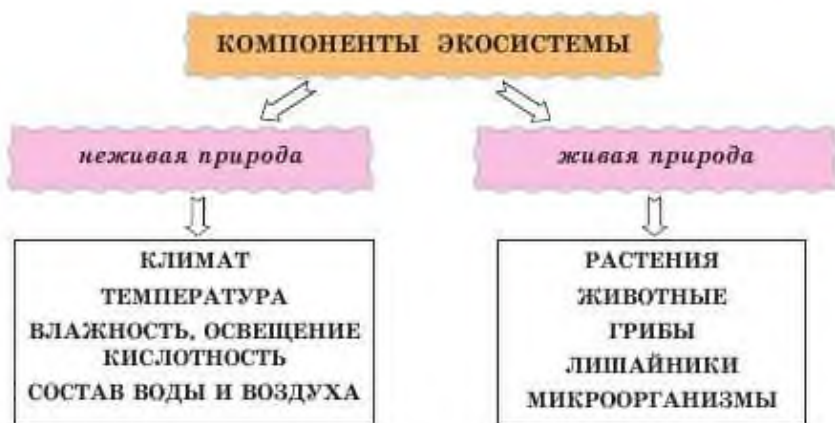 КОМПОНЕНТЫ ЭКОСИСТЕМЫ
неживая природа
живая природа
КЛИМАТ
ТЕМПЕРАТУРА
ВЛАЖНОСТЬ, ОСВЕЩЕНИЕ
КИСЛОТНОСТЬ
СОСТАВ ВОДЫ И ВОЗДУХА
РАСТЕНИЯ
ЖИВОТНЫЕ
ГРИБЫ
ЛИШАЙНИКИ
МИКРООРГАНИЗМЫ